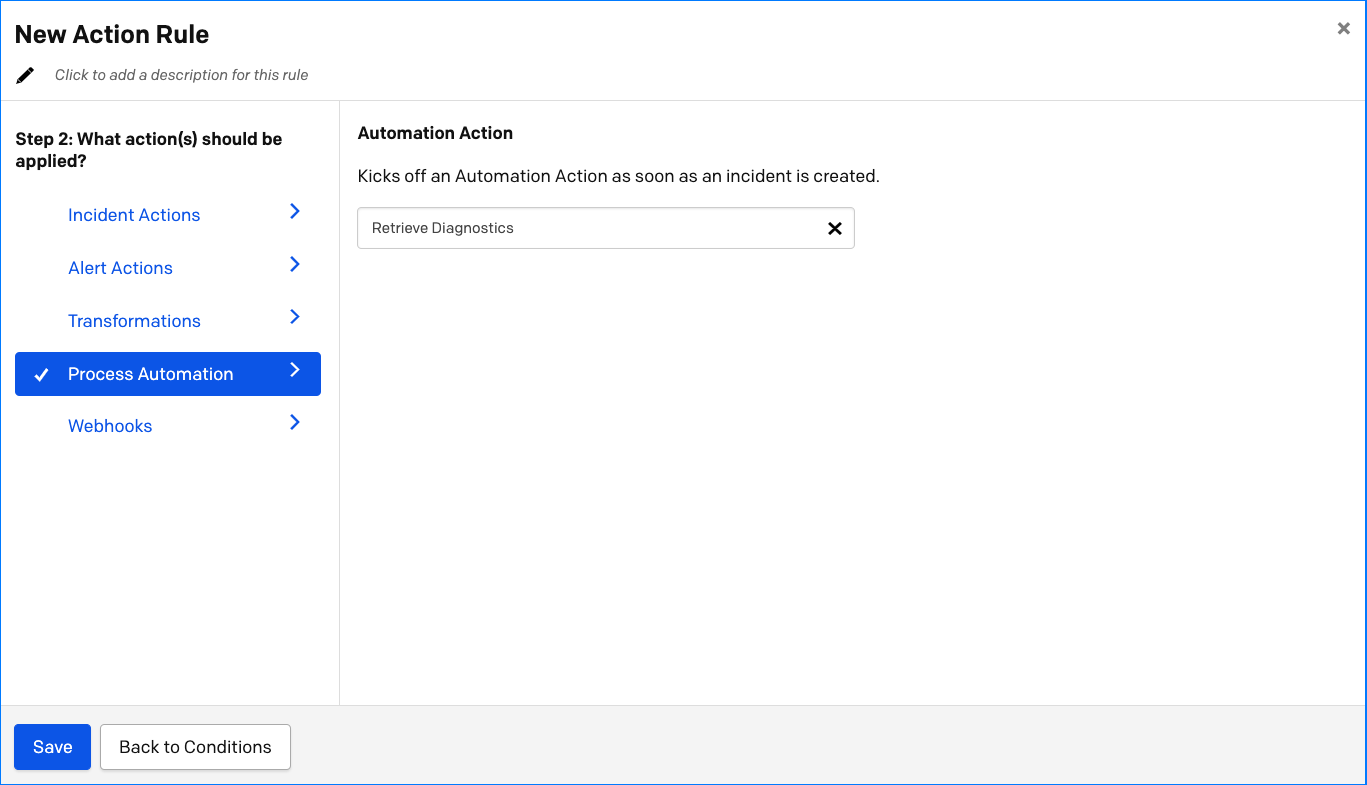 New Action Rule
Click to add a description for this rule
Step 2: What action(s) should be
applied?
Incident Actions
Alert Actions
Transformations
Process Automation
Webhooks
Automation Action
Kicks off an Automation Action as soon as an incident is created.
Retrieve Diagnostics
Save
Back to Conditions